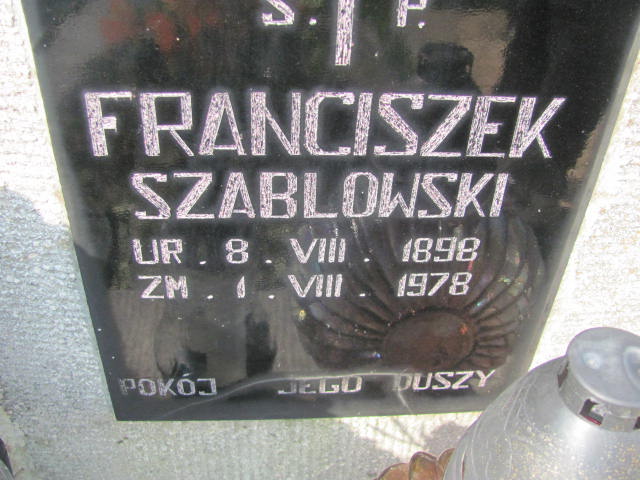 Ś. P.
FRANCISZEK
SZABLOWSKI
UR. 8. VIII. 1898
ZM. 1. VIII. 1978
POKÓJ JEGO DUSZY